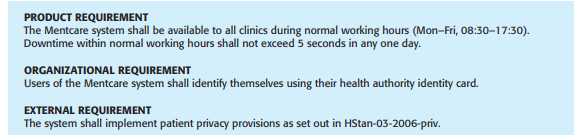 PRODUCT REQUIREMENT
The Mentcare system shall be available to all clinics during normal working hours (Mon–Fri, 08:30–17:30).
Downtime within normal working hours shall not exceed 5 seconds in any one day.
ORGANIZATIONAL REQUIREMENT
Users of the Mentcare system shall identify themselves using their health authority identity card.
EXTERNAL REQUIREMENT
The system shall implement patient privacy provisions as set out in HStan-03-2006-priv.